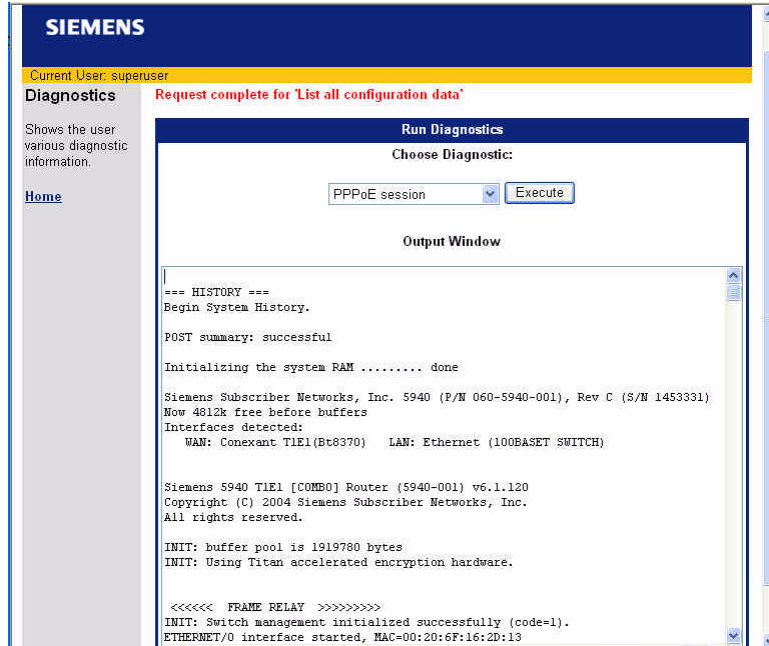 SIEMENS
Current User: superuser
Diagnostics
Shows the user
various diagnostic
information.
Home
Request complete for 'List all configuration data'
Run Diagnostics
Choose Diagnostic:
PPPoE session
Execute
Output Window
=== HISTORY ===
Begin System History.
POST summary: successful
Initializing the system RAM ......... done
Siemens Subscriber Networks, Inc. 5940 (P/N 060-5940-001), Rev C (S/N 1453331)
Now 4812k free before buffers
Interfaces detected:
WAN: Conexant T1E1(Bt8370) LAN: Ethernet (100BASET SWITCH)
Siemens 5940 T1E1 [COMBO] Router (5940-001) v6.1.120
Copyright (C) 2004 Siemens Subscriber Networks, Inc.
All rights reserved.
INIT: buffer pool is 1919780 bytes
INIT: Using Titan accelerated encryption hardware.
<<<<<< FRAME RELAY >>>>>>>>>
INIT: Switch management initialized successfully (code=1).
ETHERNET/0 interface started, MAC=00:20:6F:16:2D:13